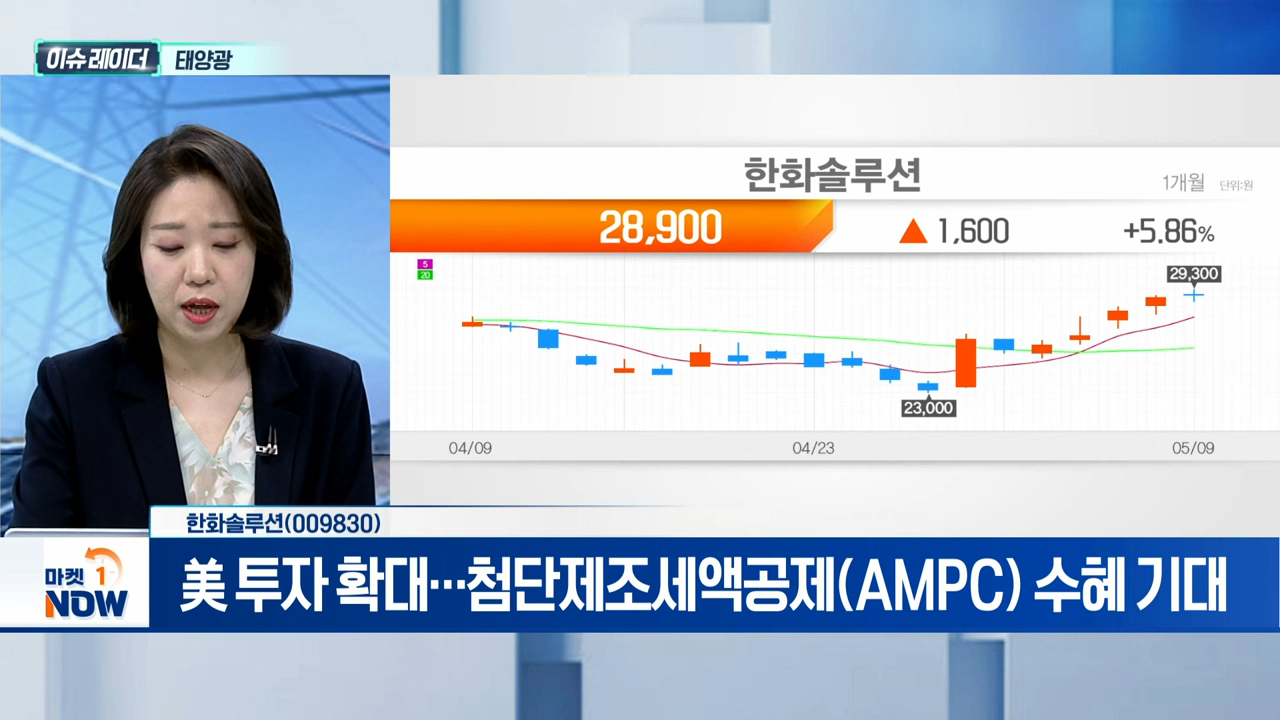 이슈레이더 태양광
한화솔루션
1개월 단위:원
28,900 ▲ 1,600 +5.86%
5
20
29,300
23,000
04/09 04/23 05/09
한화솔루션(009830)
마켓 1
NOW
美 투자 확대…첨단제조세액공제(AMPC) 수혜 기대